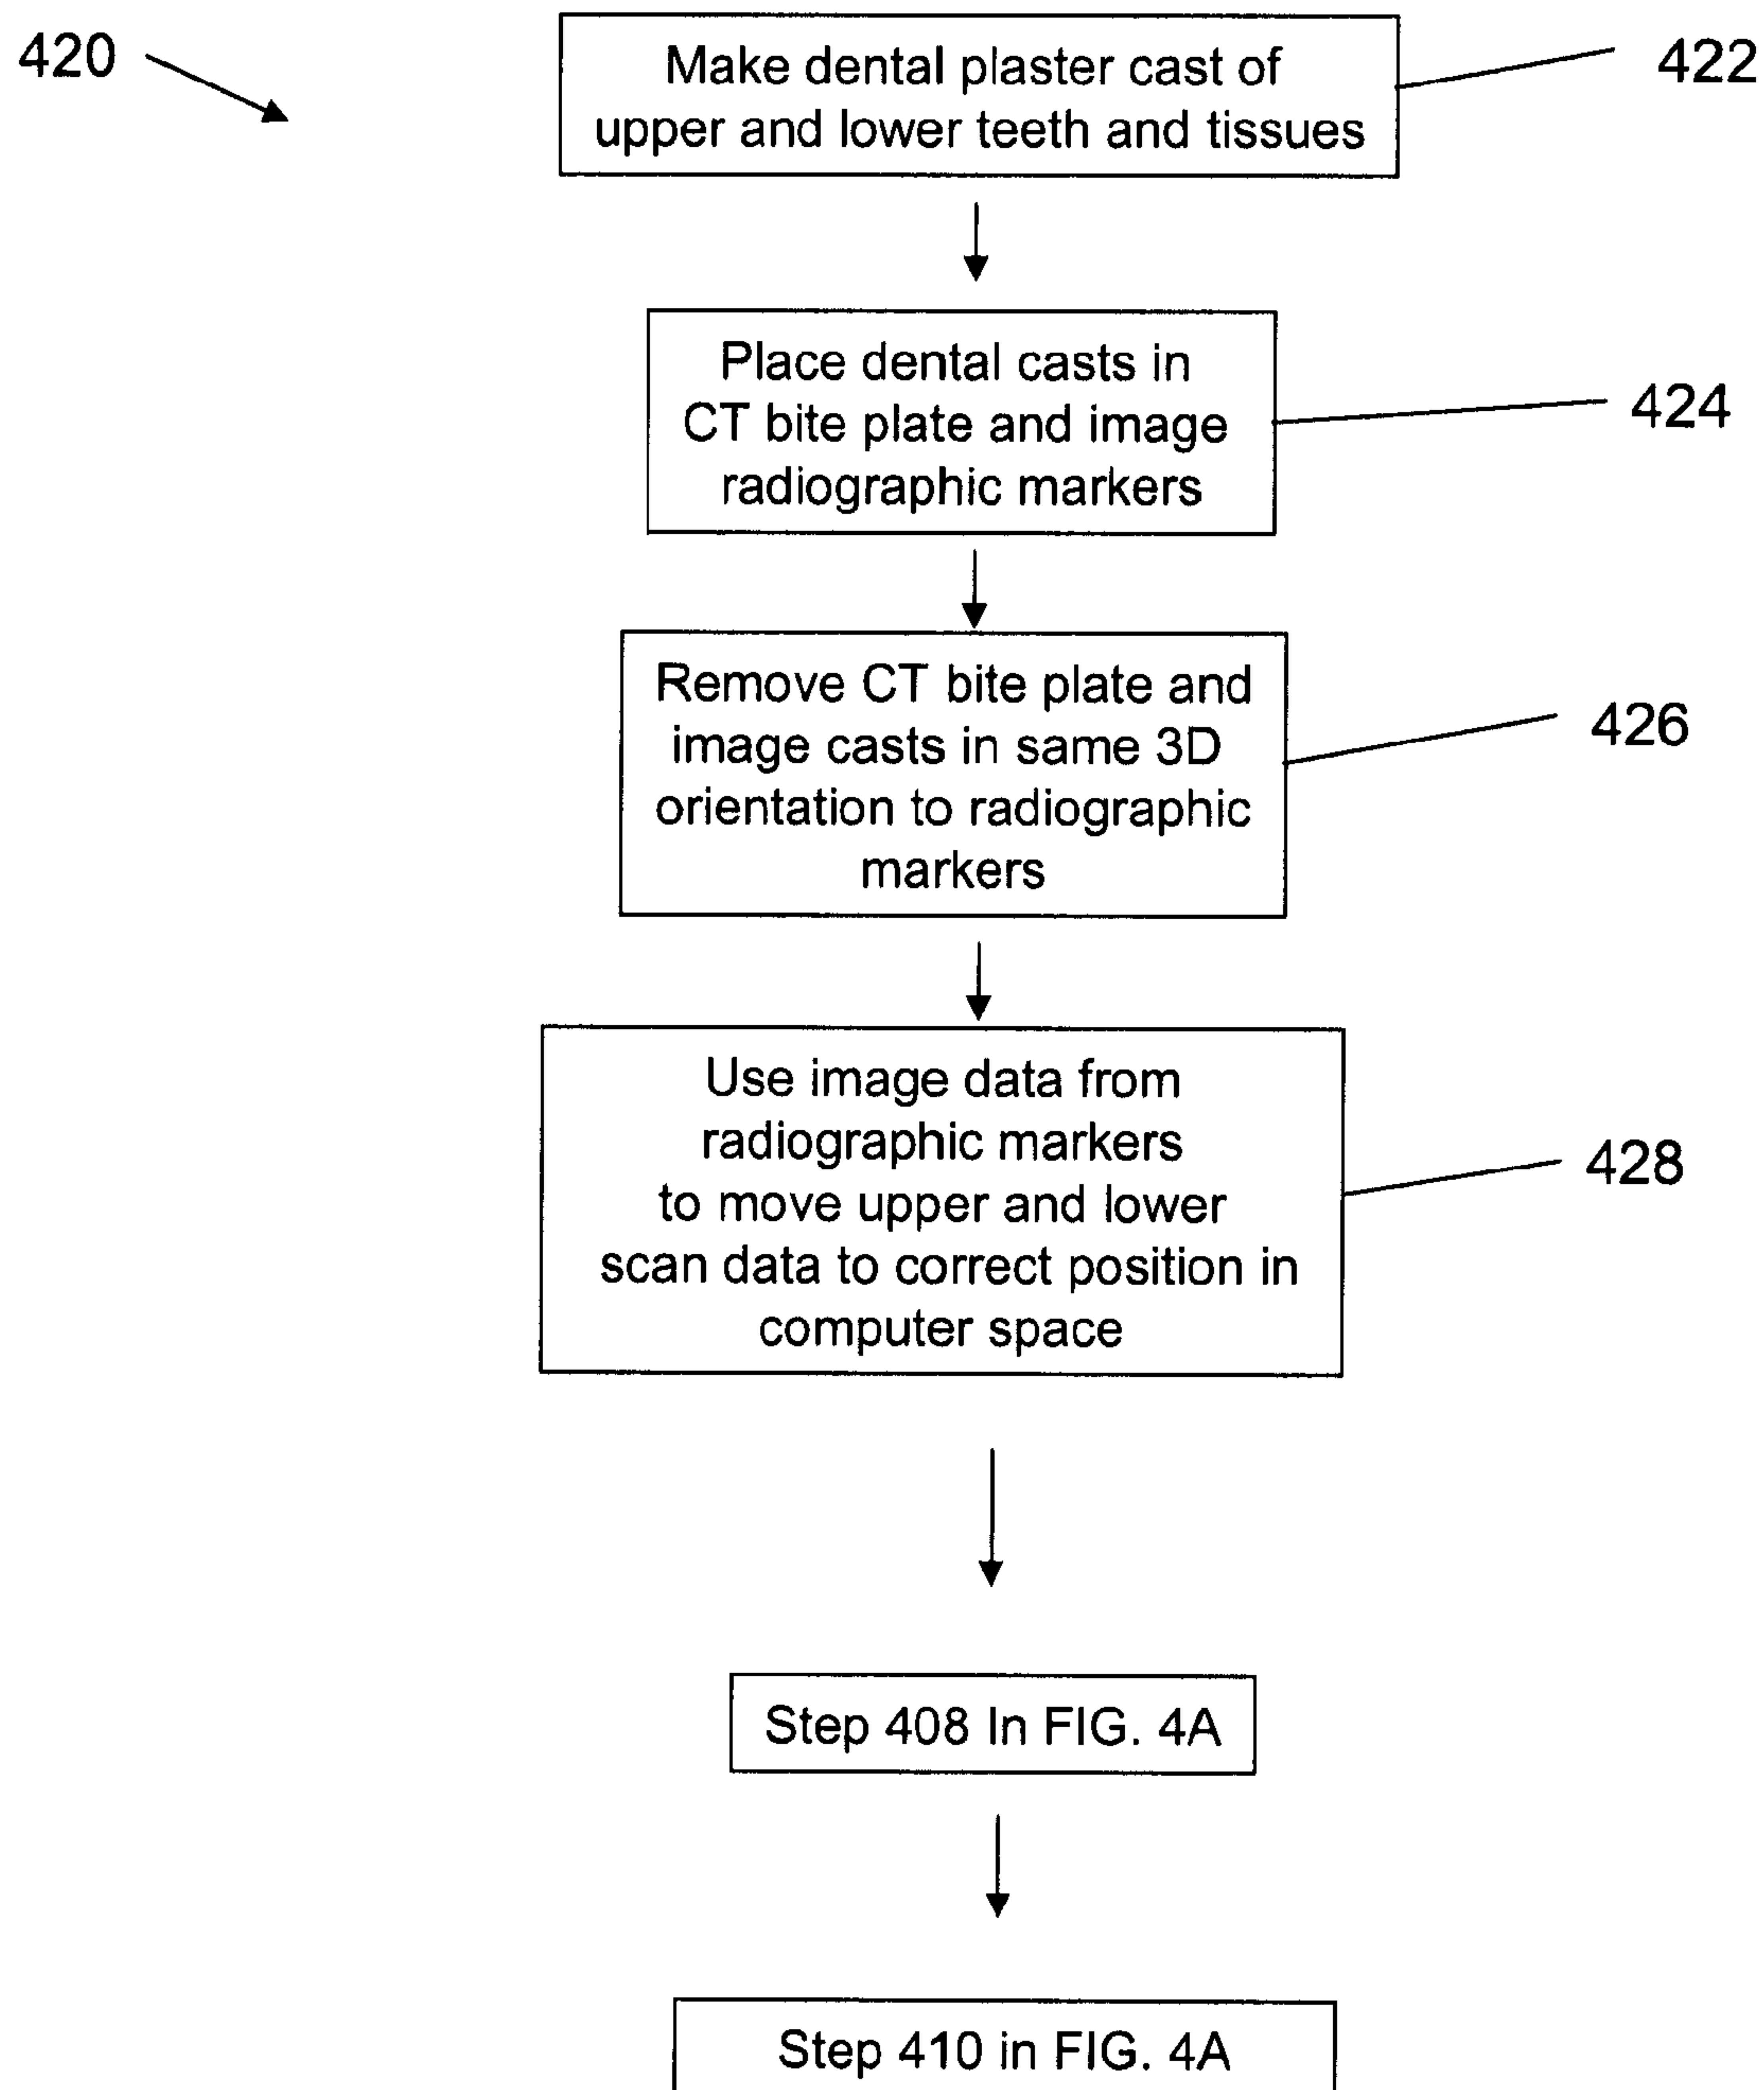 420
Make dental plaster cast of
upper and lower teeth and tissues
422
Place dental casts in
CT bite plate and image
radiographic markers
424
Remove CT bite plate and
image casts in same 3D
orientation to radiographic
markers
426
Use image data from
radiographic markers
to move upper and lower
scan data to correct position in
computer space
428
Step 408 In FIG. 4A
Step 410 in FIG. 4A